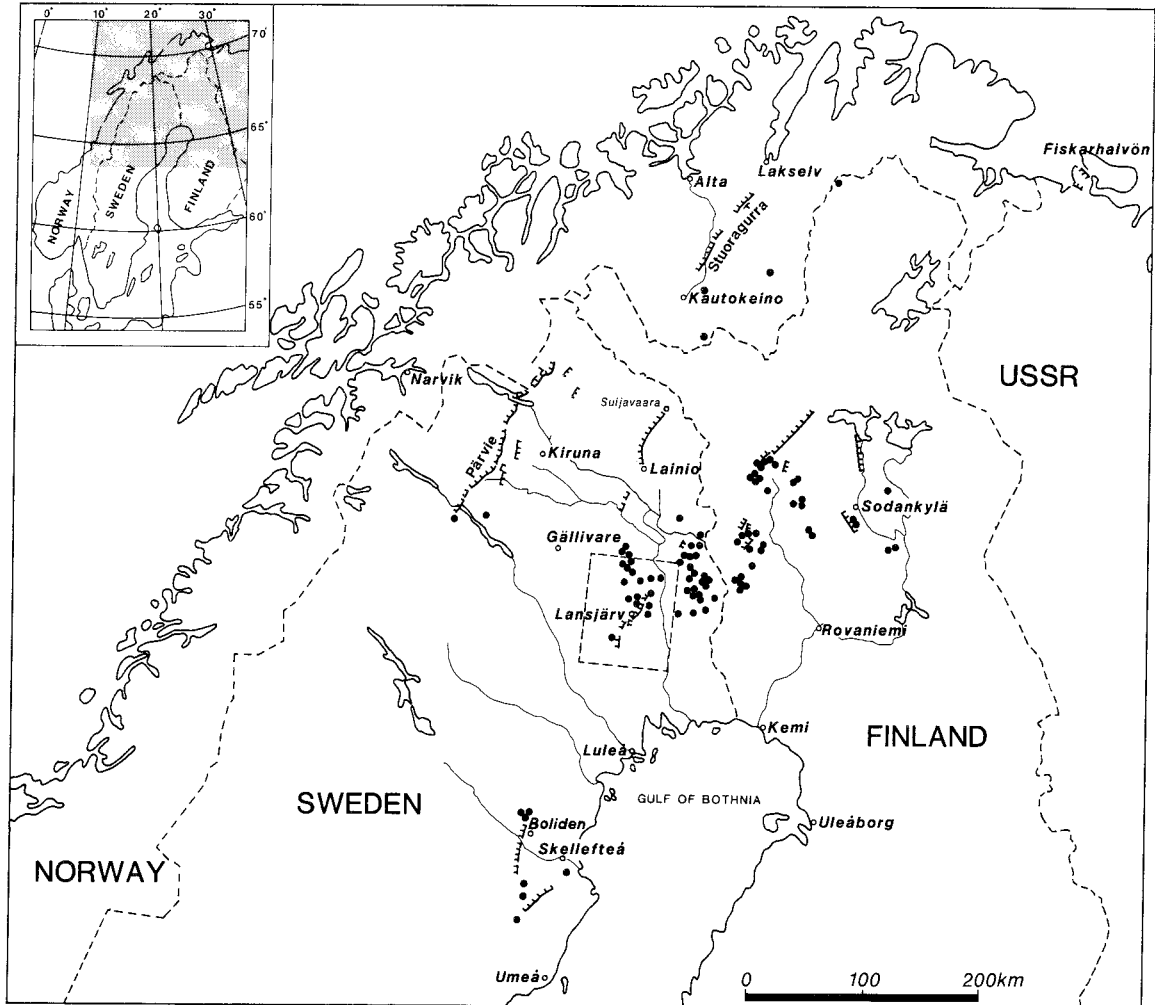 0° 10° 20° 30°
70°
65°
60°
55°
NORWAY
SWEDEN
FINLAND
Fiskarhalvön
Alta
Lakselv
Stuoragurra
Kautokeino
USSR
Narvik
Suijavaara
Pärvie
Kiruna
Lainio
Sodankylä
Gällivare
Lansjärv
Rovaniemi
Kemi
FINLAND
Luleå
GULF OF BOTHNIA
SWEDEN
Uleåborg
Boliden
Skellefteå
NORWAY
Umeå
0 100 200km